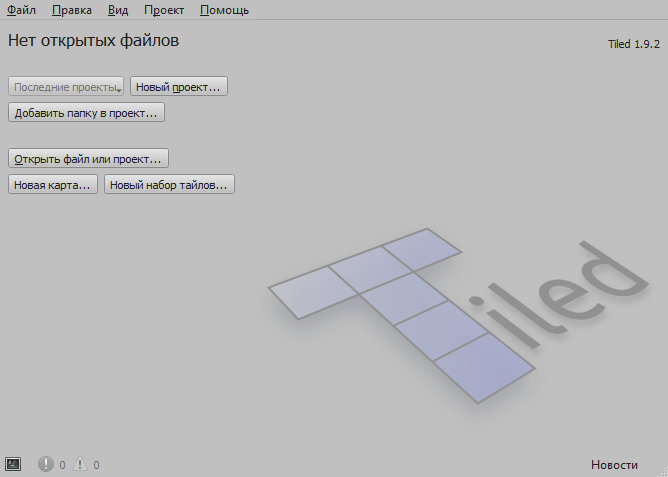 Файл Правка Вид Проект Помощь
Нет открытых файлов
Tiled 1.9.2
Последние проекты Новый проект...
Добавить папку в проект...
Открыть файл или проект...
Новая карта... Новый набор тайлов...
Tiled
0 0 Новости